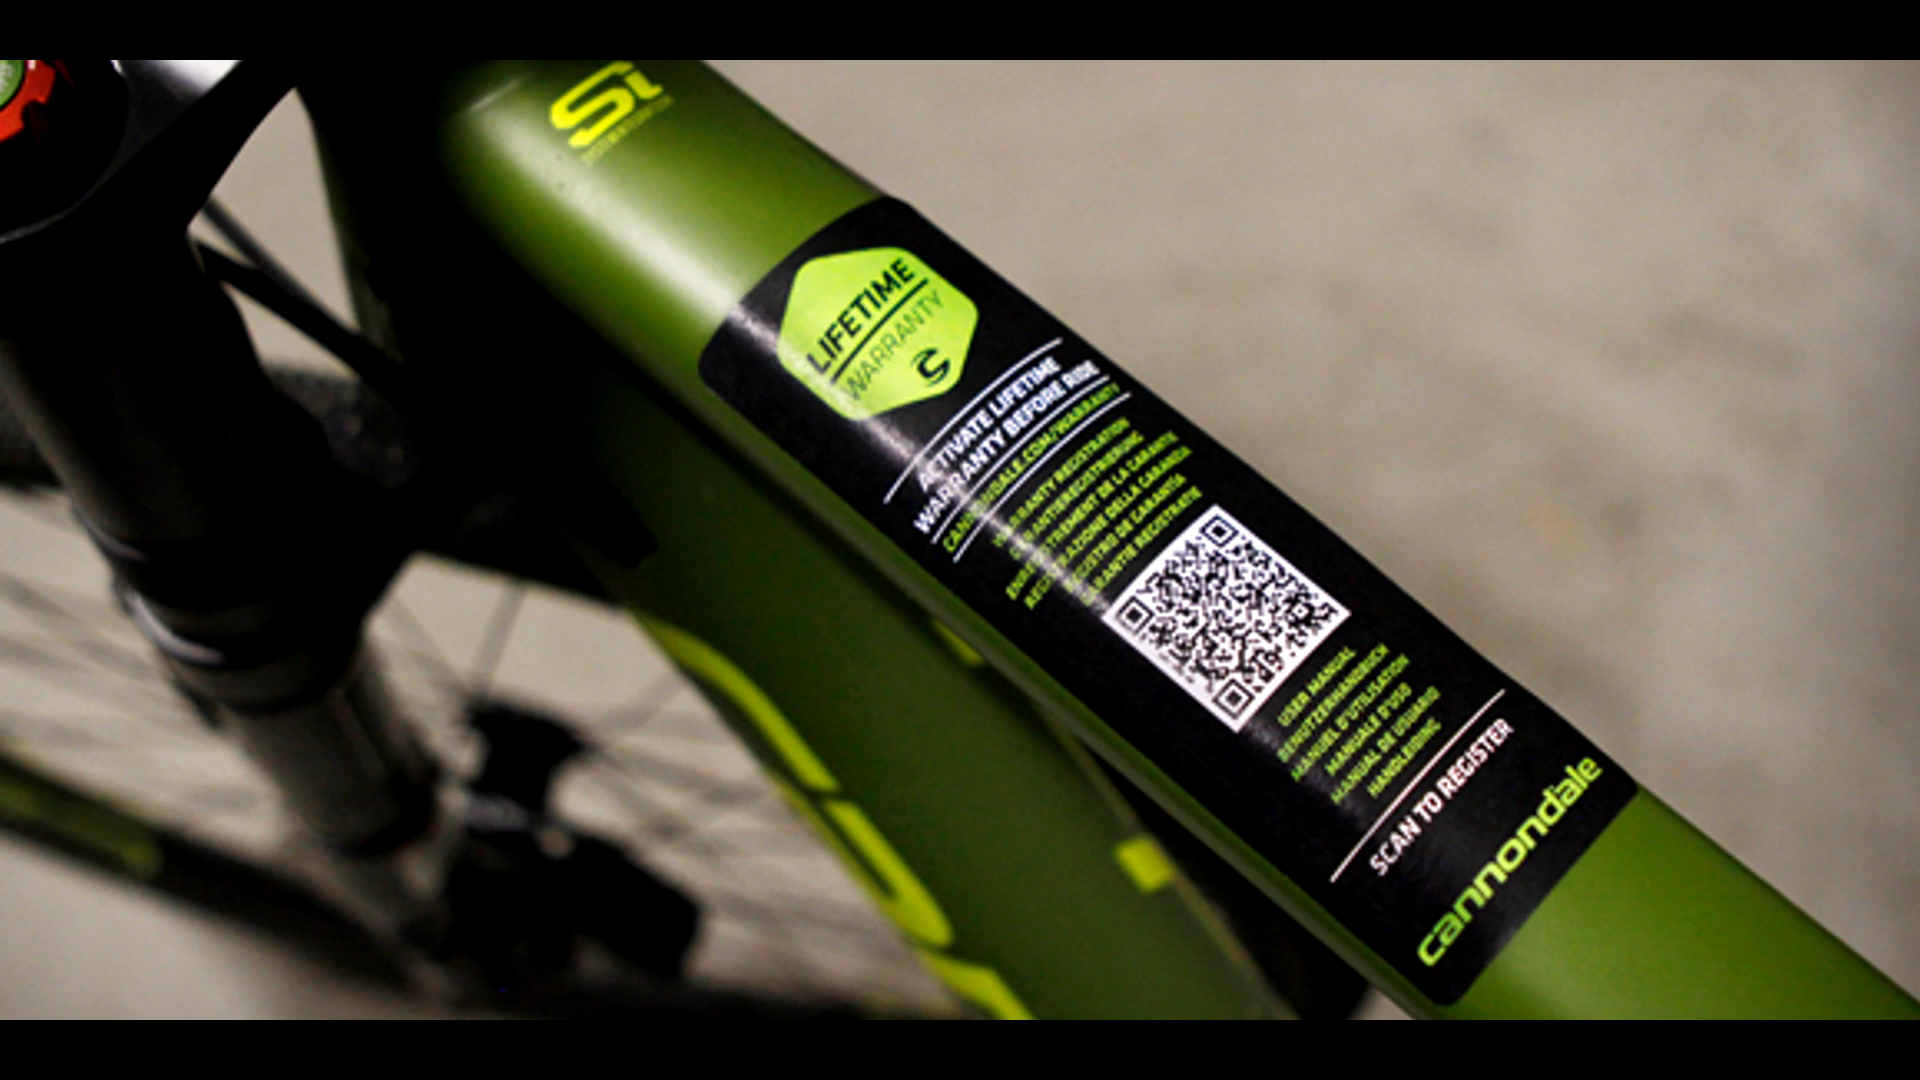 Si
LIFETIME
WARRANTY
ACTIVATE LIFETIME
WARRANTY BEFORE RIDE
CANNONDALE.COM/WARRANTY
WARRANTY REGISTRATION
GARANTIEREGISTRIERUNG
ENREGISTREMENT DE LA GARANTIE
REGISTRAZIONE DELLA GARANZIA
REGISTRO DE GARANTÍA
GARANTIE REGISTRATIE
USER MANUAL
BENUTZERHANDBUCH
MANUEL D'UTILISATION
MANUALE D'USO
MANUAL DE USUARIO
HANDLEIDING
SCAN TO REGISTER
cannondale